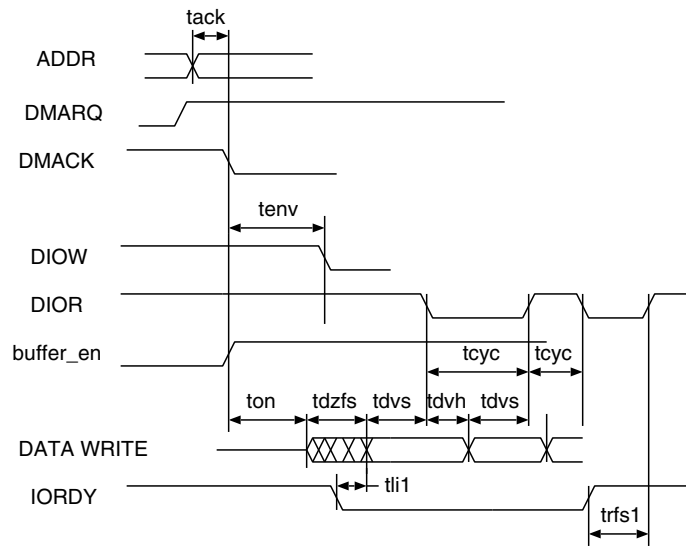 tack
ADDR
DMARQ
DMACK
tenv
DIOW
DIOR
buffer_en
tcyc tcyc
ton tdzfs tdvs tdvh tdvs
DATA WRITE
tli1
IORDY
trfs1